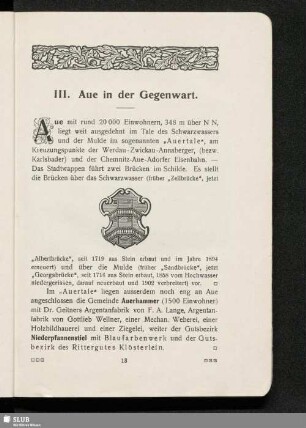 III. Aue in der Gegenwart.
Aue mit rund 20 000 Einwohnern, 348 m über N N,
liegt weit ausgedehnt im Tale des Schwarzwassers
und der Mulde im sogenannten „Auertale“, am
Kreuzungspunkte der Werdau-Zwickau-Annaberger, (bezw.
Karlsbader) und der Chemnitz-Aue-Adorfer Eisenbahn. —
Das Stadtwappen führt zwei Brücken im Schilde. Es stellt
die Brücken über das Schwarzwasser (früher „Zellbrücke“, jetzt
„Albertbrücke“, seit 1719 aus Stein erbaut und im Jahre 1894
erneuert) und über die Mulde (früher „Sandbrücke“, jetzt
„Georgsbrücke“, seit 1714 aus Stein erbaut, 1858 vom Hochwasser
niedergerissen, darauf neuerbaut und 1902 verbreitert) vor.
Im „Auertale“ liegen ausserdem noch eng an Aue
angeschlossen die Gemeinde Auerhammer (1500 Einwohner)
mit Dr. Geitners Argentanfabrik von F. A. Lange, Argentan-
fabrik von Gottlieb Wellner, einer Mechan. Weberei, einer
Holzbildhauerei und einer Ziegelei, weiter der Gutsbezirk
Niederpfannenstiel mit Blaufarbenwerk und der Guts-
bezirk des Rittergutes Klösterlein.
13
SLUB